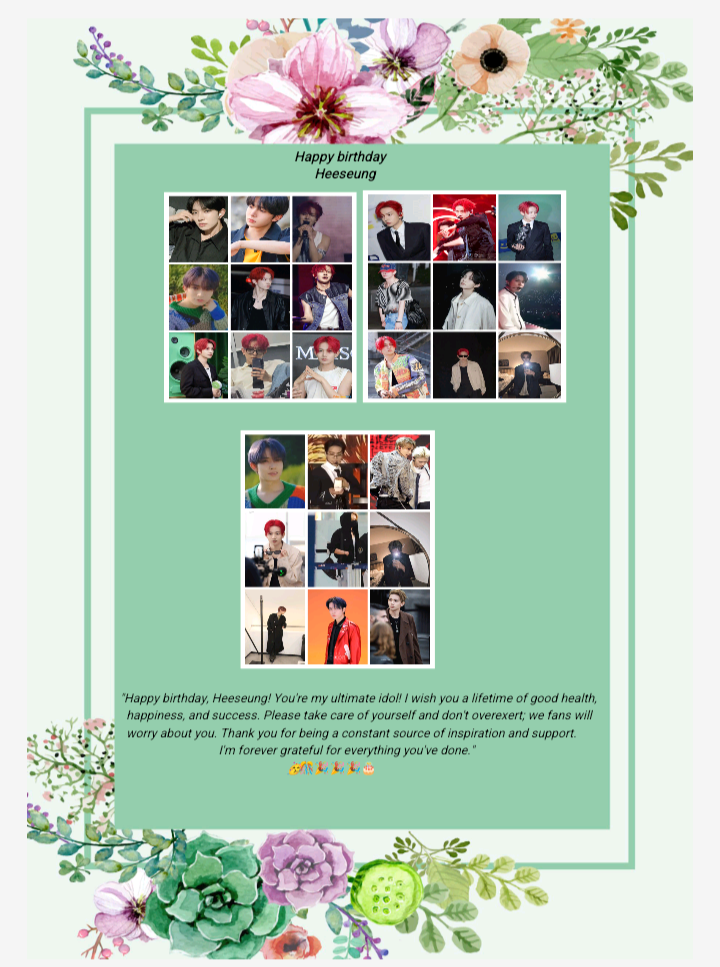 Happy birthday
Heeseung
"Happy birthday, Heeseung! You're my ultimate idol! I wish you a lifetime of good health,
happiness, and success. Please take care of yourself and don't overexert; we fans will
worry about you. Thank you for being a constant source of inspiration and support.
I'm forever grateful for everything you've done."